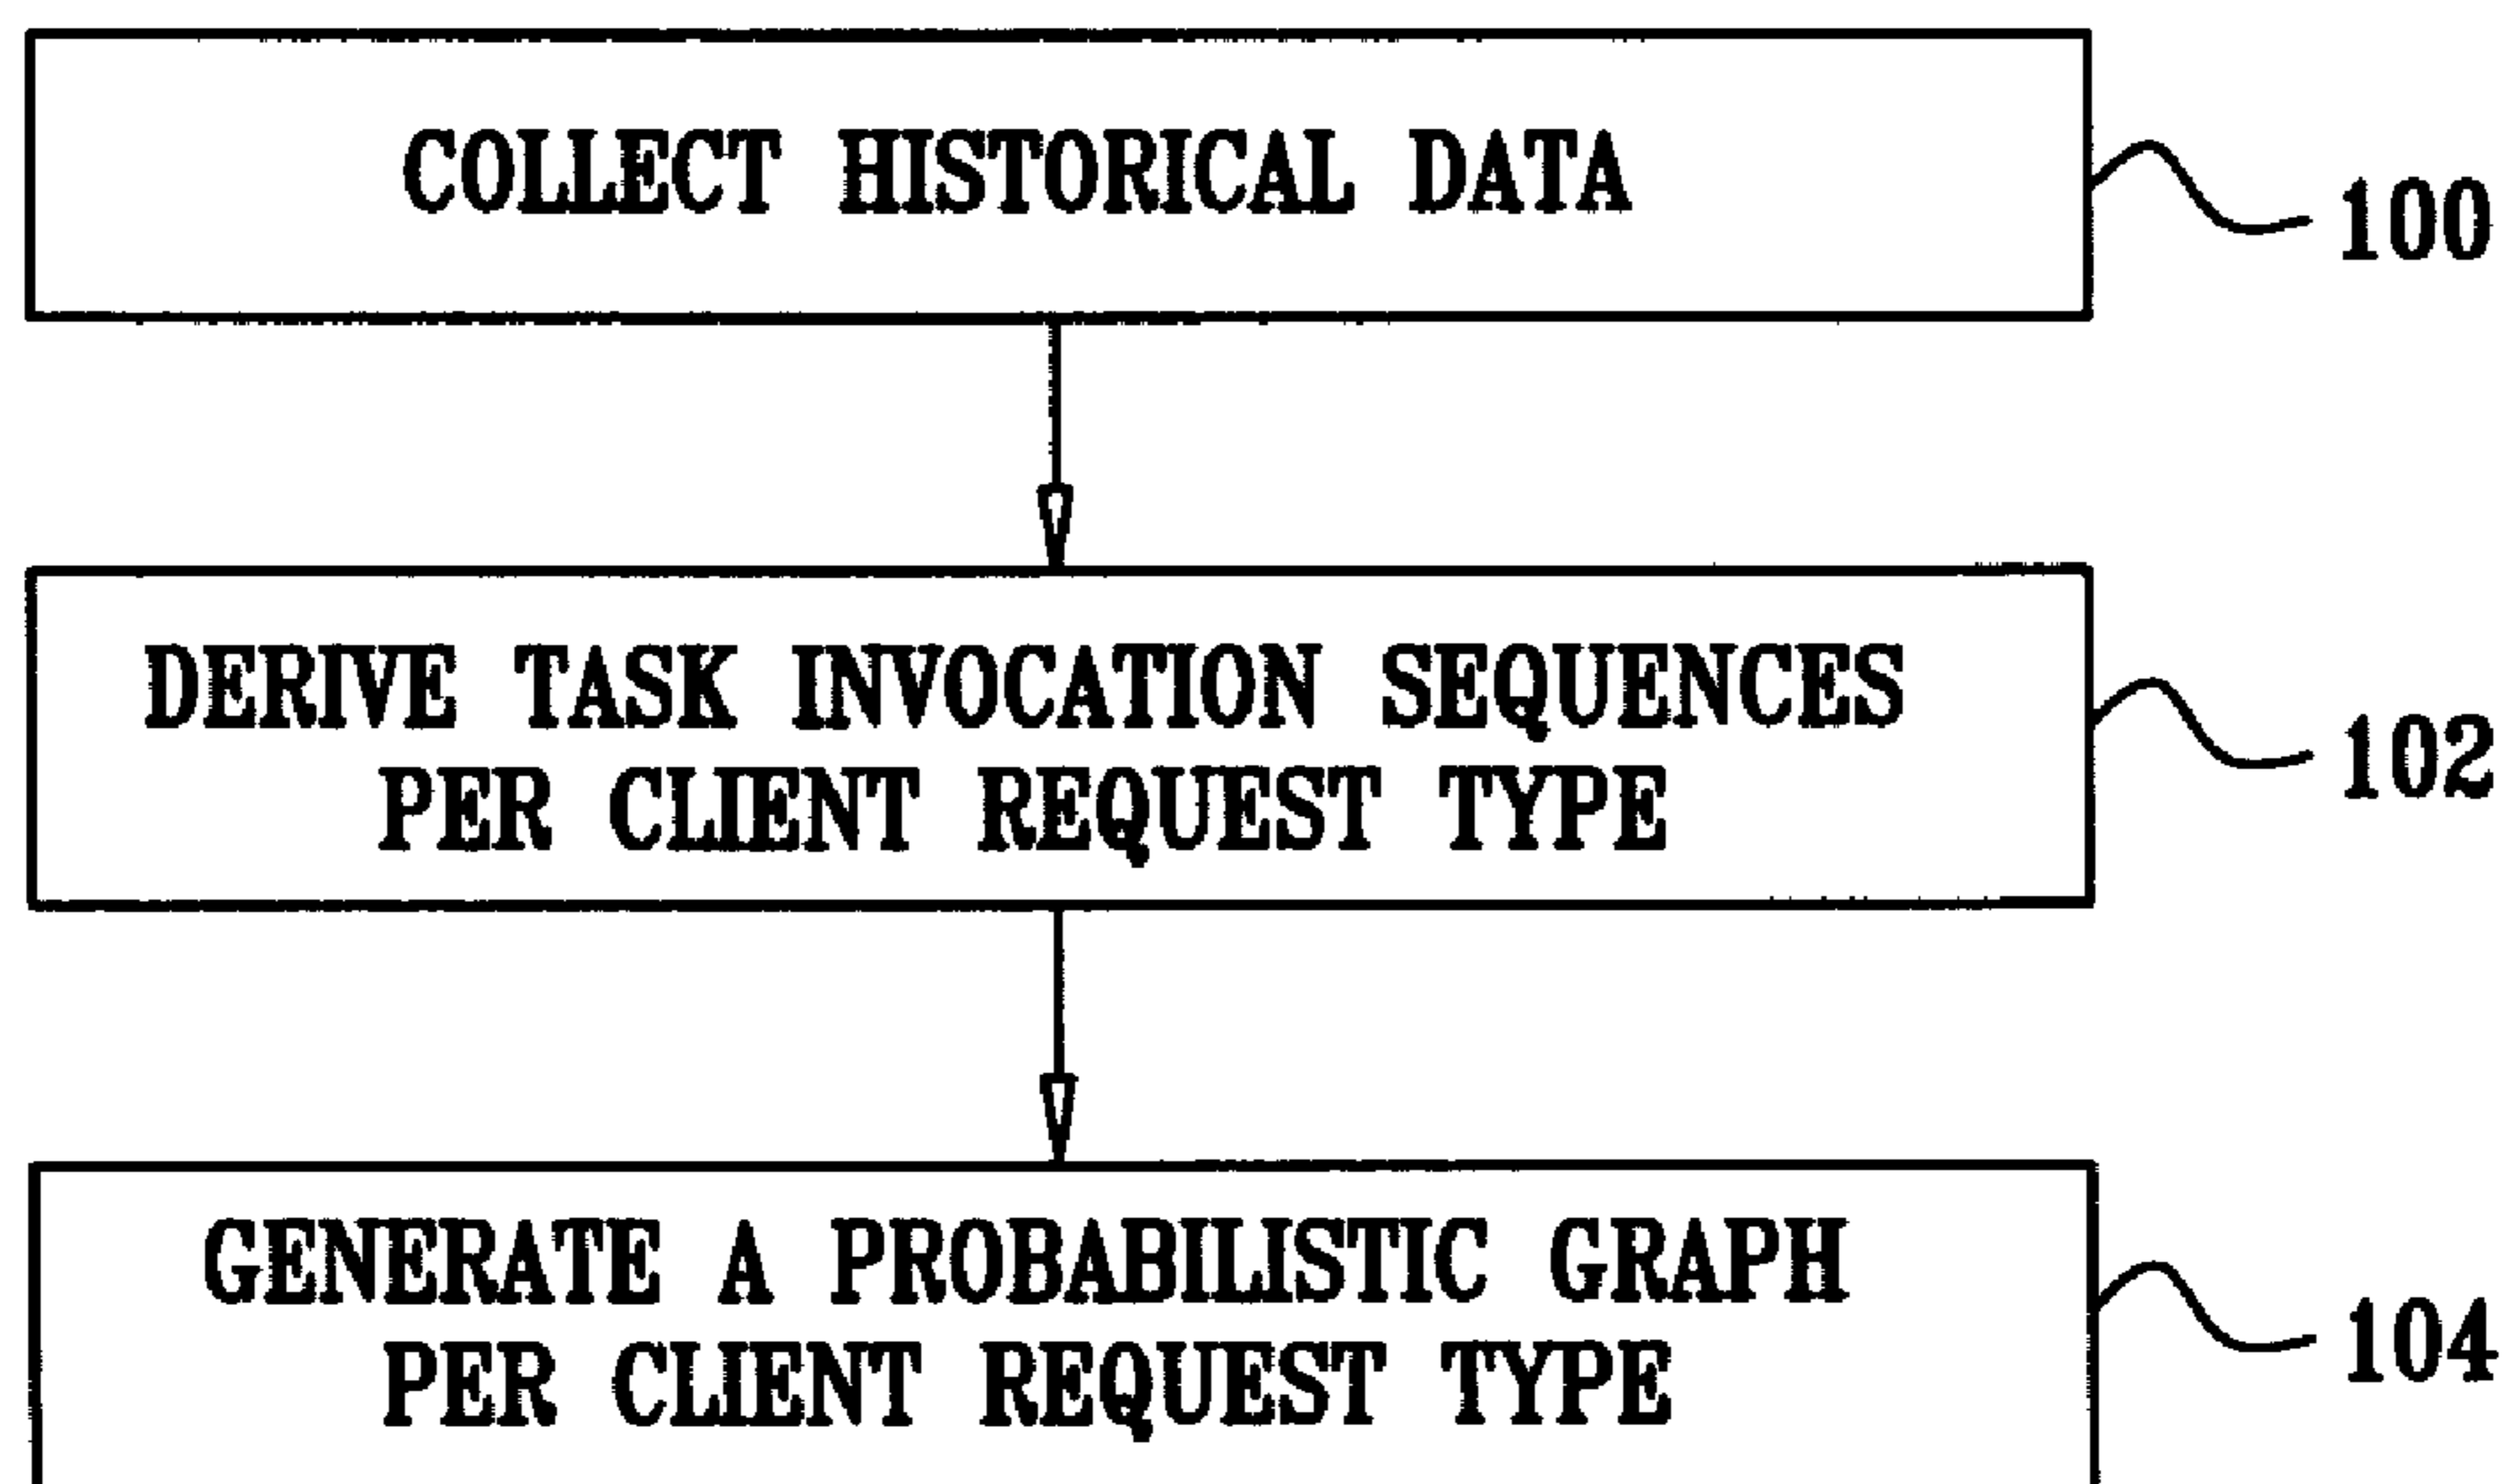 COLLECT HISTORICAL DATA
100
DERIVE TASK INVOCATION SEQUENCES
PER CLIENT REQUEST TYPE
102
GENERATE A PROBABILISTIC GRAPH
PER CLIENT REQUEST TYPE
104